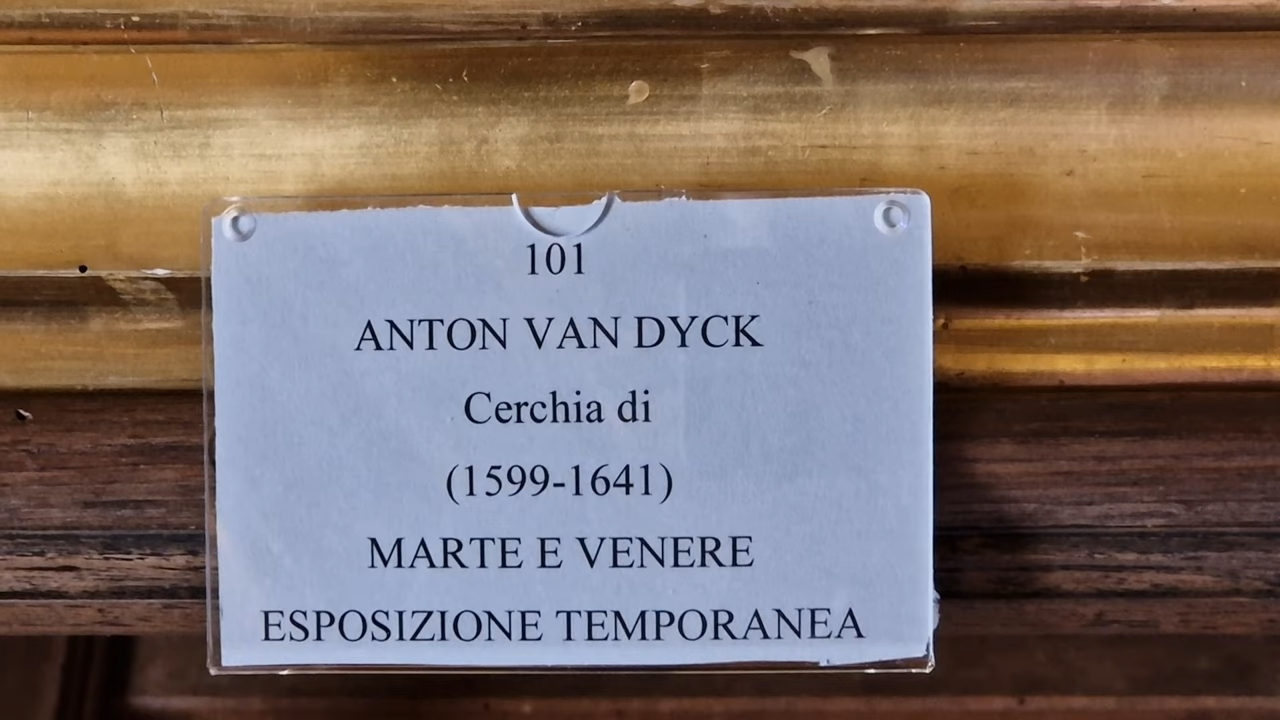 101
ANTON VAN DYCK
Cerchia di
(1599-1641)
MARTE E VENERE
ESPOSIZIONE TEMPORANEA